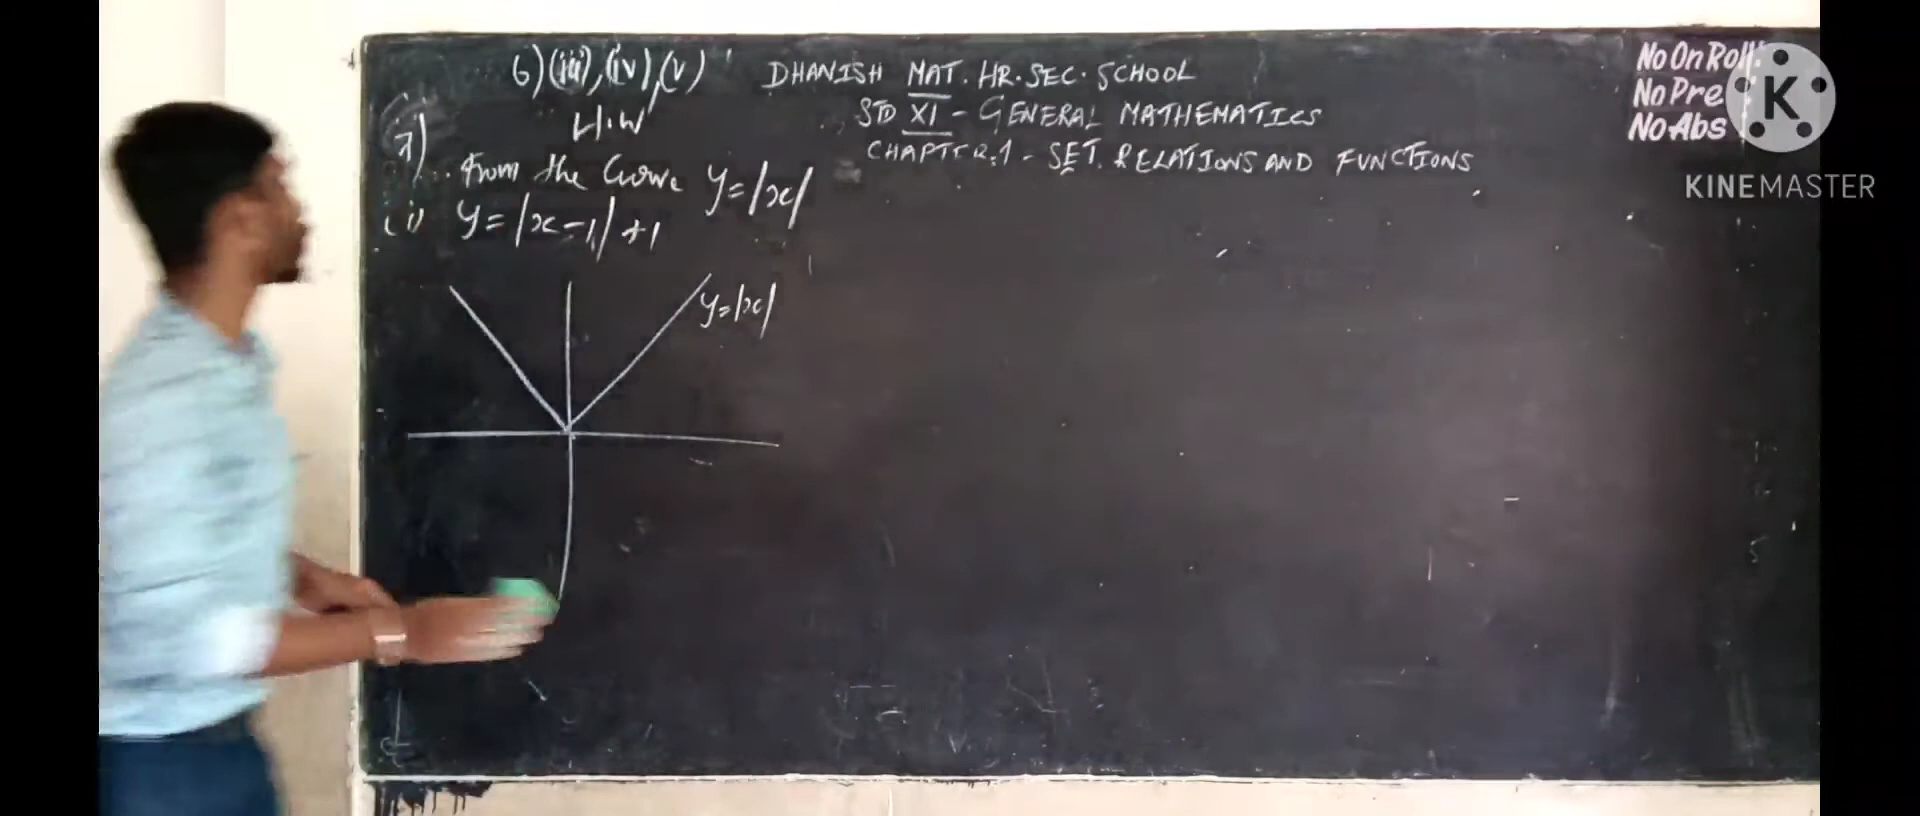 6) (iii), (iv), (v)
H.W
DHANISH MAT. HR. SEC. SCHOOL
STD XI - GENERAL MATHEMATICS
CHAPTER.1 - SET. RELATIONS AND FUNCTIONS
7)
From the Curve y=|x|
(i) y=|x-1|+1
y=|x|
No On Roll:
No Pre
No Abs
K
KINEMASTER